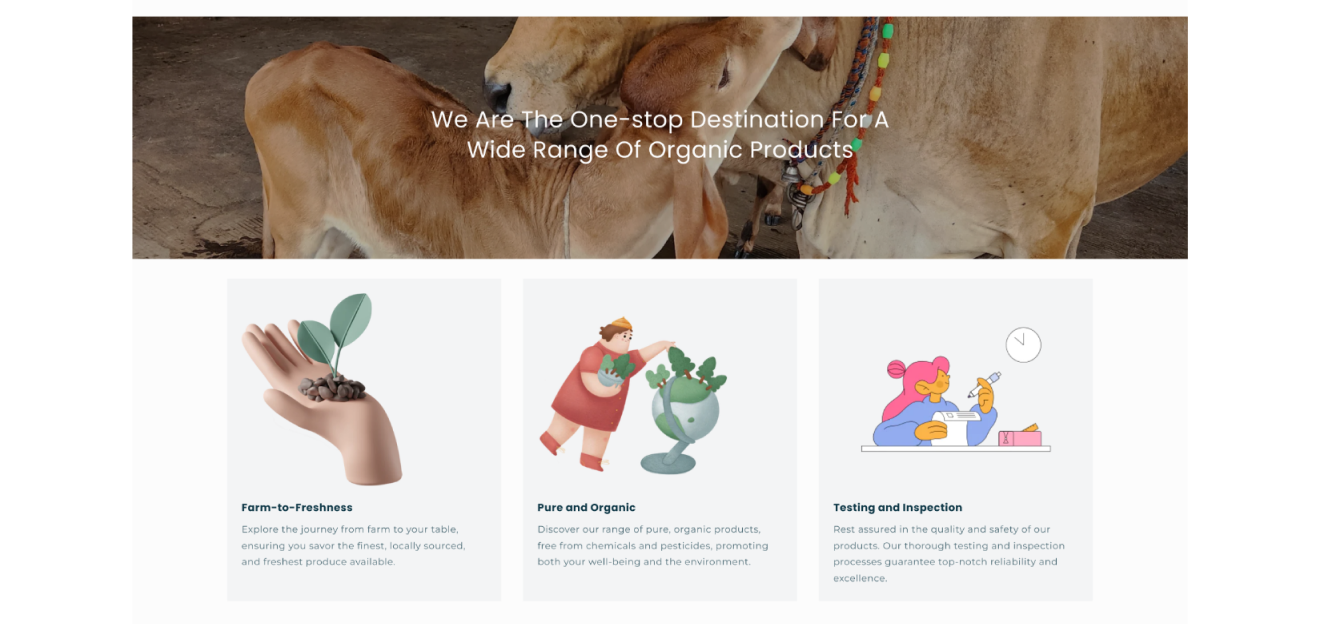 We Are The One-stop Destination For A
Wide Range Of Organic Products
Farm-to-Freshness
Explore the journey from farm to your table,
ensuring you savor the finest, locally sourced,
and freshest produce available.
Pure and Organic
Discover our range of pure, organic products,
free from chemicals and pesticides, promoting
both your well-being and the environment.
Testing and Inspection
Rest assured in the quality and safety of our
products. Our thorough testing and inspection
processes guarantee top-notch reliability and
excellence.